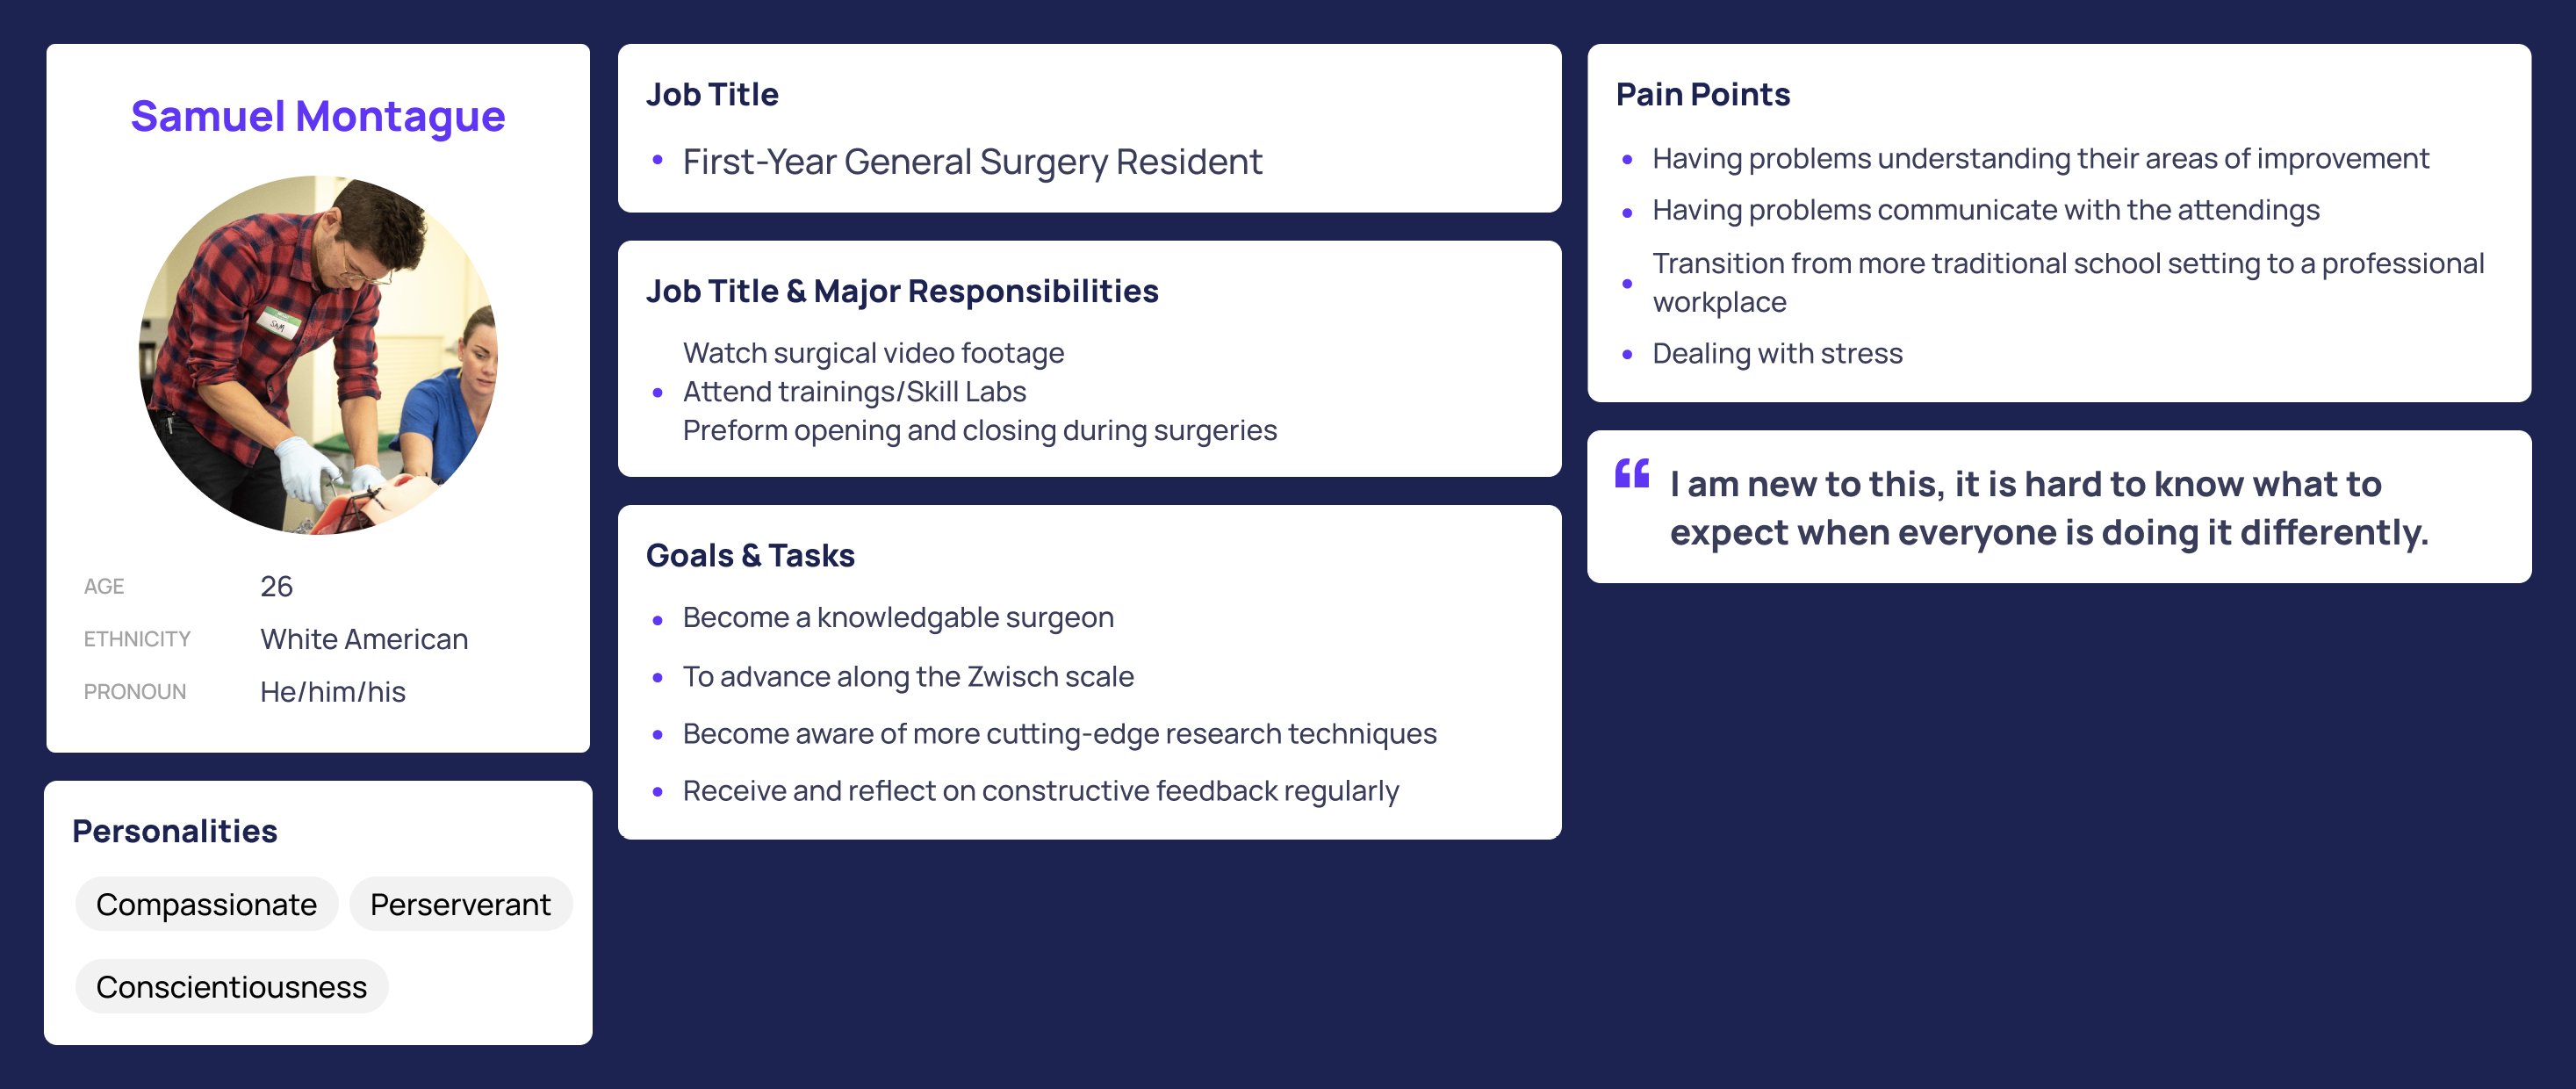 Samuel Montague
SAM
AGE 26
ETHNICITY White American
PRONOUN He/him/his
Personalities
Compassionate Perserverant
Conscientiousness
Job Title
• First-Year General Surgery Resident
Job Title & Major Responsibilities
Watch surgical video footage
• Attend trainings/Skill Labs
Preform opening and closing during surgeries
Goals & Tasks
• Become a knowledgable surgeon
• To advance along the Zwisch scale
• Become aware of more cutting-edge research techniques
• Receive and reflect on constructive feedback regularly
Pain Points
• Having problems understanding their areas of improvement
• Having problems communicate with the attendings
• Transition from more traditional school setting to a professional
workplace
• Dealing with stress
“ I am new to this, it is hard to know what to
expect when everyone is doing it differently.